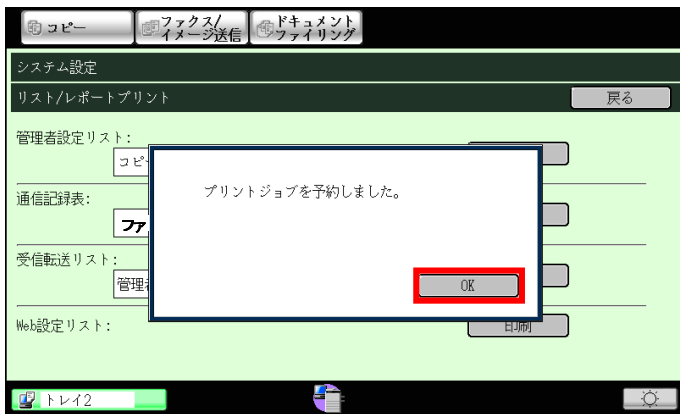 コピー
ファクス/
イメージ送信
ドキュメント
ファイリング
システム設定
リスト/レポートプリント
戻る
管理者設定リスト:
コピ
プリントジョブを予約しました。
通信記録表:
ファ
受信転送リスト:
管理
OK
Web設定リスト:
印刷
トレイ2